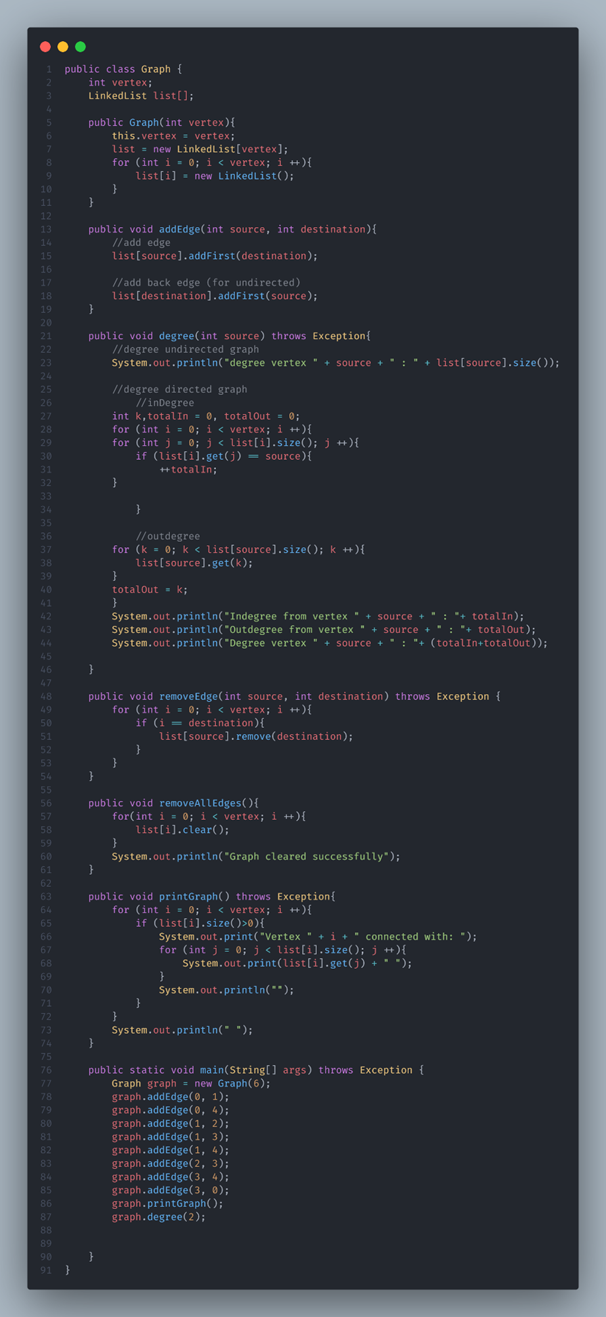 1 public class Graph {
2     int vertex;
3     LinkedList list[];
4
5     public Graph(int vertex){
6         this.vertex = vertex;
7         list = new LinkedList[vertex];
8         for (int i = 0; i < vertex; i ++){
9             list[i] = new LinkedList();
10         }
11     }
12
13     public void addEdge(int source, int destination){
14         //add edge
15         list[source].addFirst(destination);
16
17         //add back edge (for undirected)
18         list[destination].addFirst(source);
19     }
20
21     public void degree(int source) throws Exception{
22         //degree undirected graph
23         System.out.println("degree vertex " + source + " : " + list[source].size());
24
25         //degree directed graph
26             //inDegree
27         int k,totalIn = 0, totalOut = 0;
28         for (int i = 0; i < vertex; i ++){
29         for (int j = 0; j < list[i].size(); j ++){
30             if (list[i].get(j) == source){
31                 ++totalIn;
32         }
33
34             }
35
36             //outdegree
37         for (k = 0; k < list[source].size(); k ++){
38             list[source].get(k);
39         }
40         totalOut = k;
41         }
42         System.out.println("Indegree from vertex " + source + " : "+ totalIn);
43         System.out.println("Outdegree from vertex " + source + " : "+ totalOut);
44         System.out.println("Degree vertex " + source + " : "+ (totalIn+totalOut));
45
46     }
47
48     public void removeEdge(int source, int destination) throws Exception {
49         for (int i = 0; i < vertex; i ++){
50             if (i == destination){
51                 list[source].remove(destination);
52             }
53         }
54     }
55
56     public void removeAllEdges(){
57         for(int i = 0; i < vertex; i ++){
58             list[i].clear();
59         }
60         System.out.println("Graph cleared successfully");
61     }
62
63     public void printGraph() throws Exception{
64         for (int i = 0; i < vertex; i ++){
65             if (list[i].size()>0){
66                 System.out.print("Vertex " + i + " connected with: ");
67                 for (int j = 0; j < list[i].size(); j ++){
68                     System.out.print(list[i].get(j) + " ");
69                 }
70                 System.out.println("");
71             }
72         }
73         System.out.println(" ");
74     }
75
76     public static void main(String[] args) throws Exception {
77         Graph graph = new Graph(6);
78         graph.addEdge(0, 1);
79         graph.addEdge(0, 4);
80         graph.addEdge(1, 2);
81         graph.addEdge(1, 3);
82         graph.addEdge(1, 4);
83         graph.addEdge(2, 3);
84         graph.addEdge(3, 4);
85         graph.addEdge(3, 0);
86         graph.printGraph();
87         graph.degree(2);
88
89
90     }
91 }